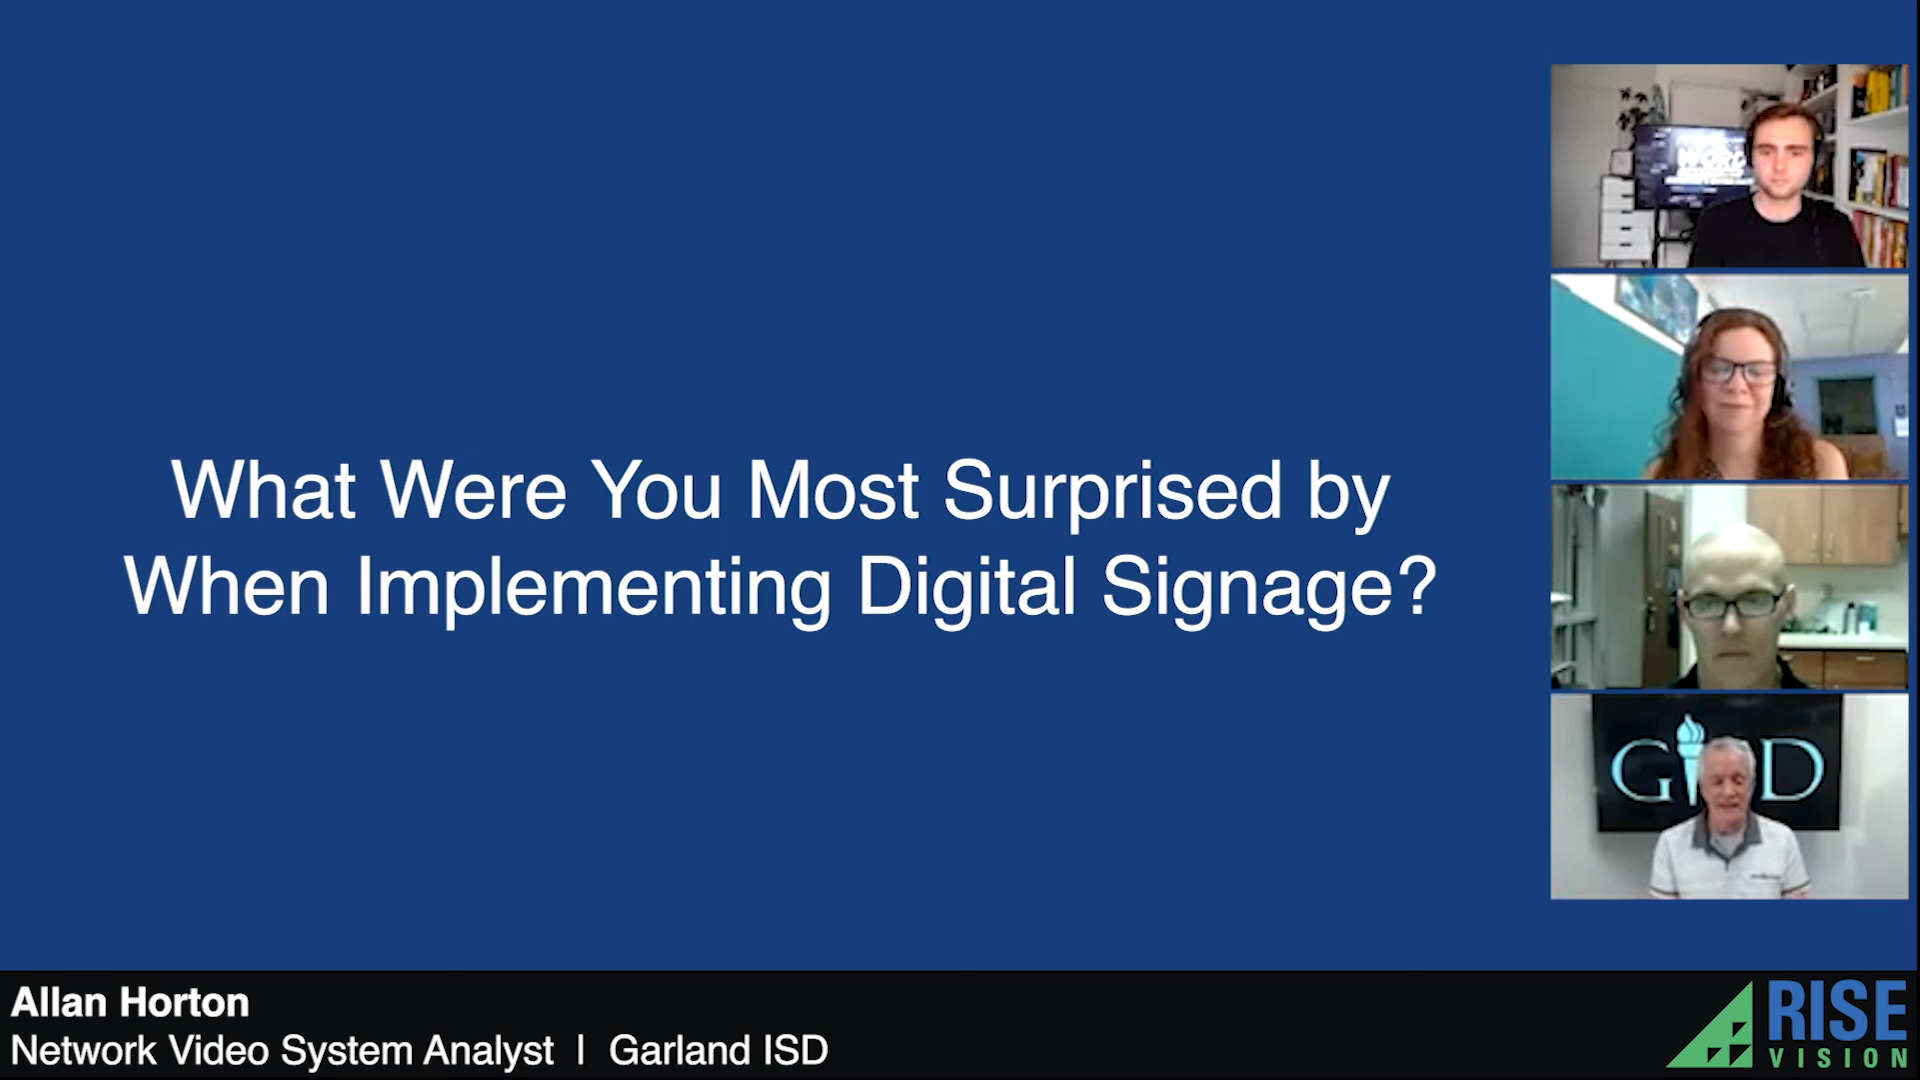 What Were You Most Surprised by
When Implementing Digital Signage?
WORD
G D
Allan Horton
Network Video System Analyst | Garland ISD
RISE
VISION